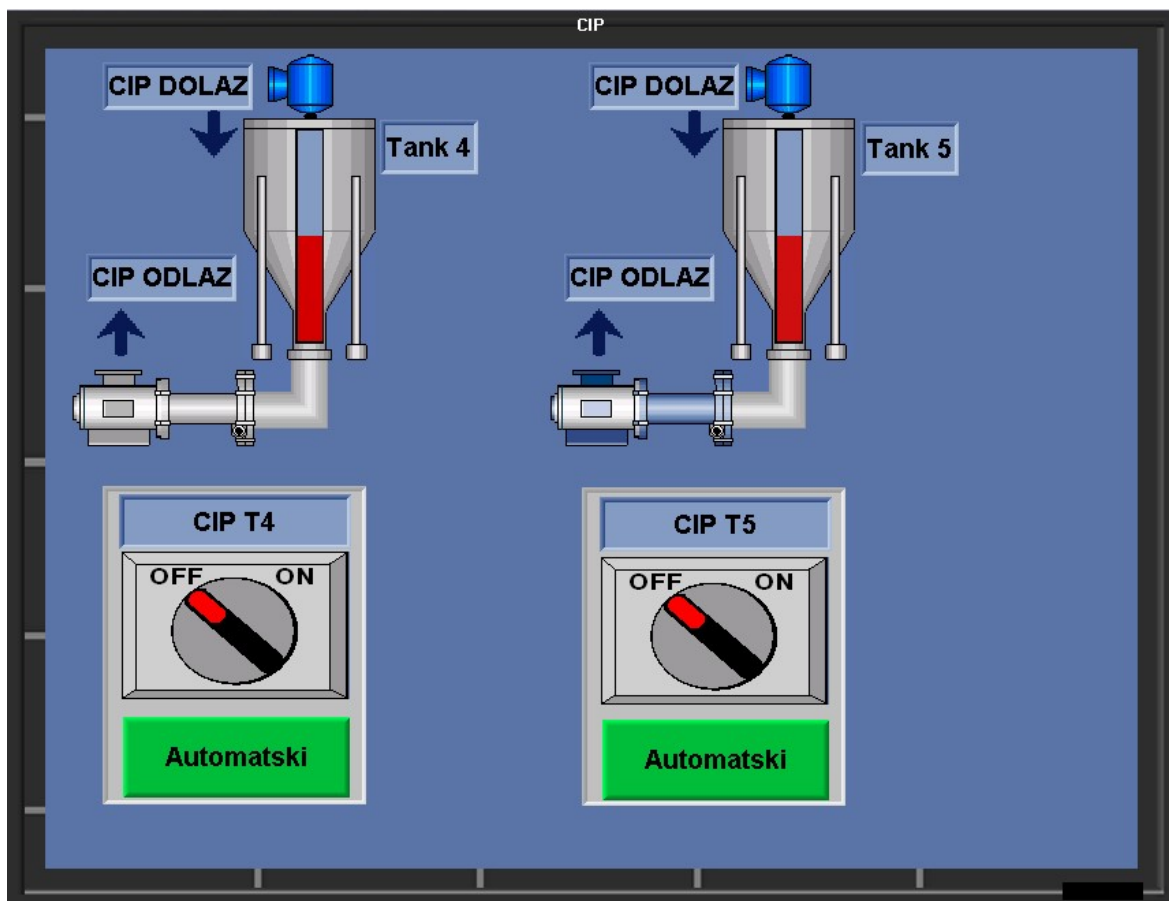 CIP
CIP DOLAZ
CIP DOLAZ
Tank 4
Tank 5
CIP ODLAZ
CIP ODLAZ
CIP T4
CIP T5
OFF ON
OFF ON
Automatski
Automatski